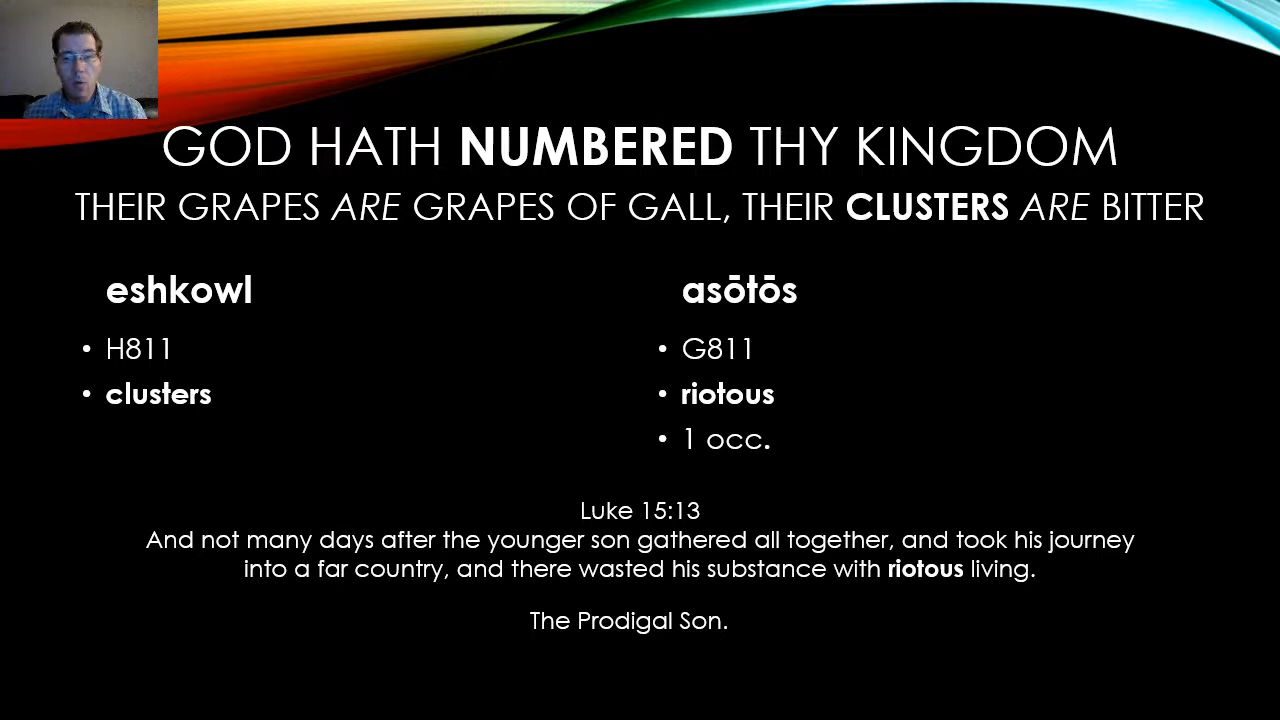 GOD HATH NUMBERED THY KINGDOM
THEIR GRAPES ARE GRAPES OF GALL, THEIR CLUSTERS ARE BITTER
eshkowl
• H811
• clusters
asōtōs
• G811
• riotous
• 1 occ.
Luke 15:13
And not many days after the younger son gathered all together, and took his journey
into a far country, and there wasted his substance with riotous living.
The Prodigal Son.